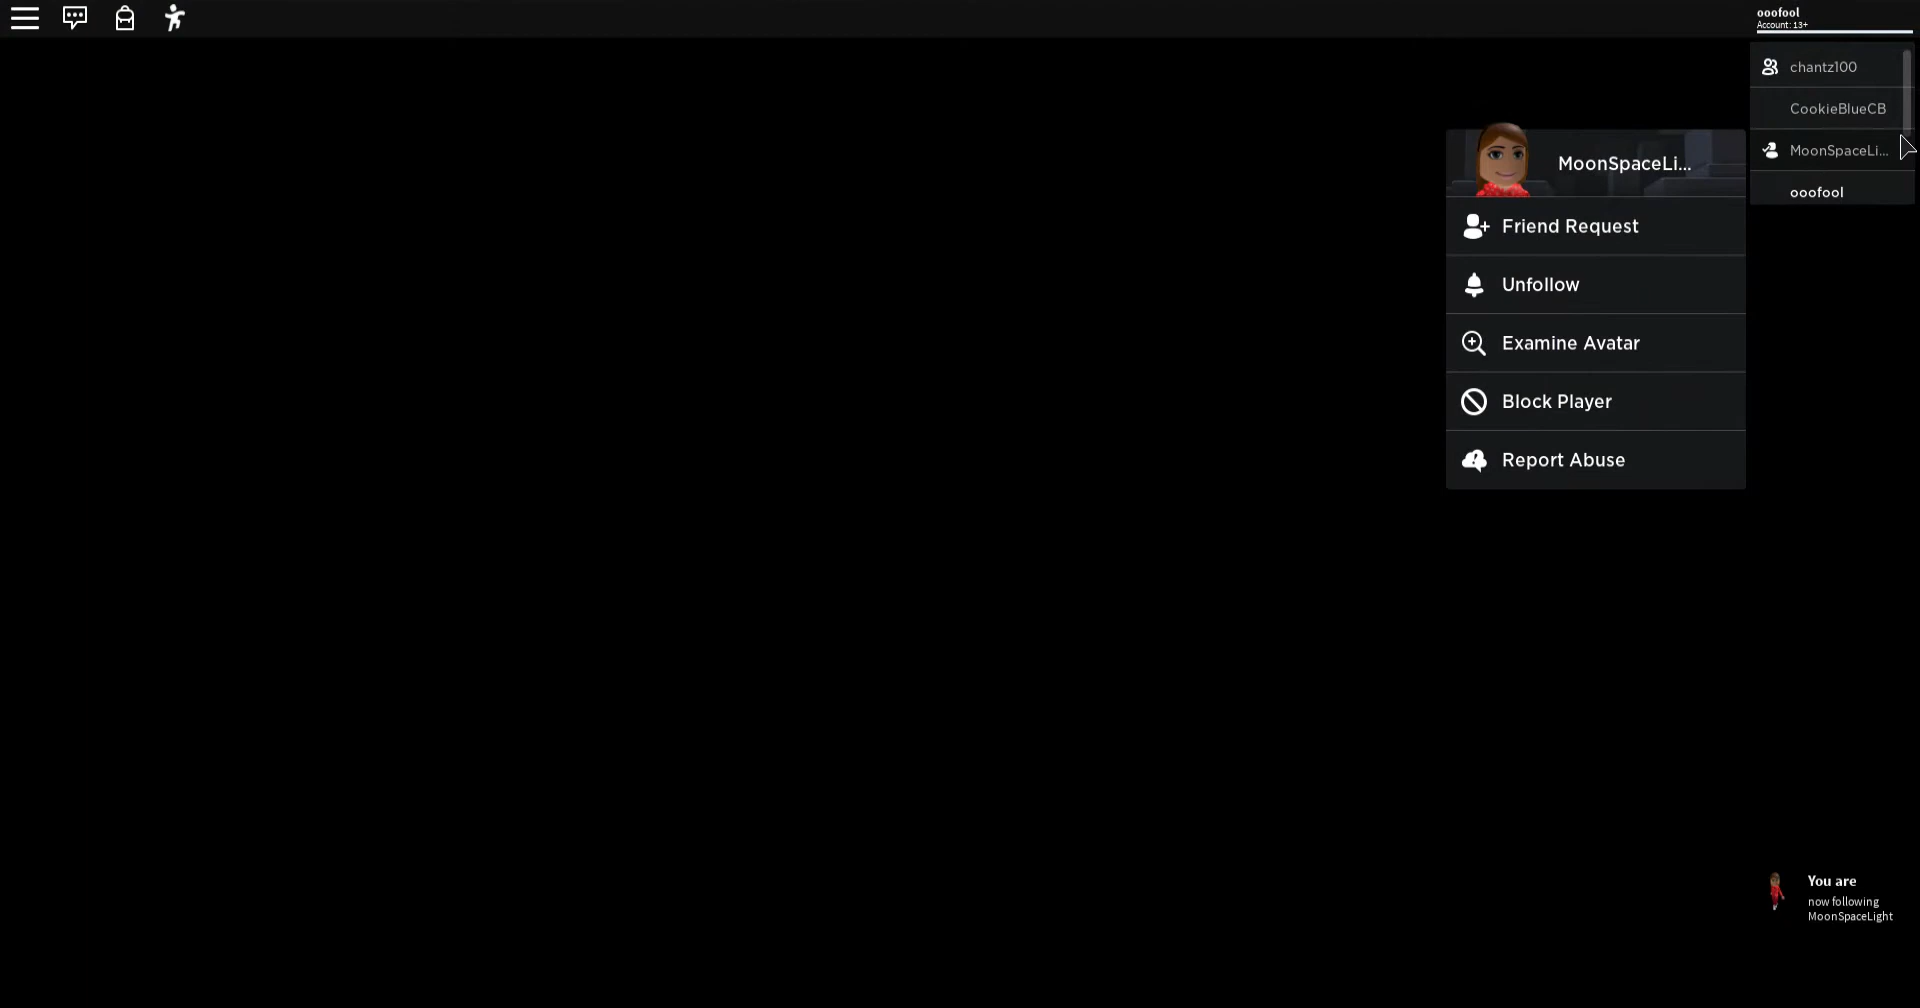 ooofool
Account: 13+
chantz100
CookieBlueCB
MoonSpaceLi...
ooofool
MoonSpaceLi...
Friend Request
Unfollow
Examine Avatar
Block Player
Report Abuse
You are
now following
MoonSpaceLight